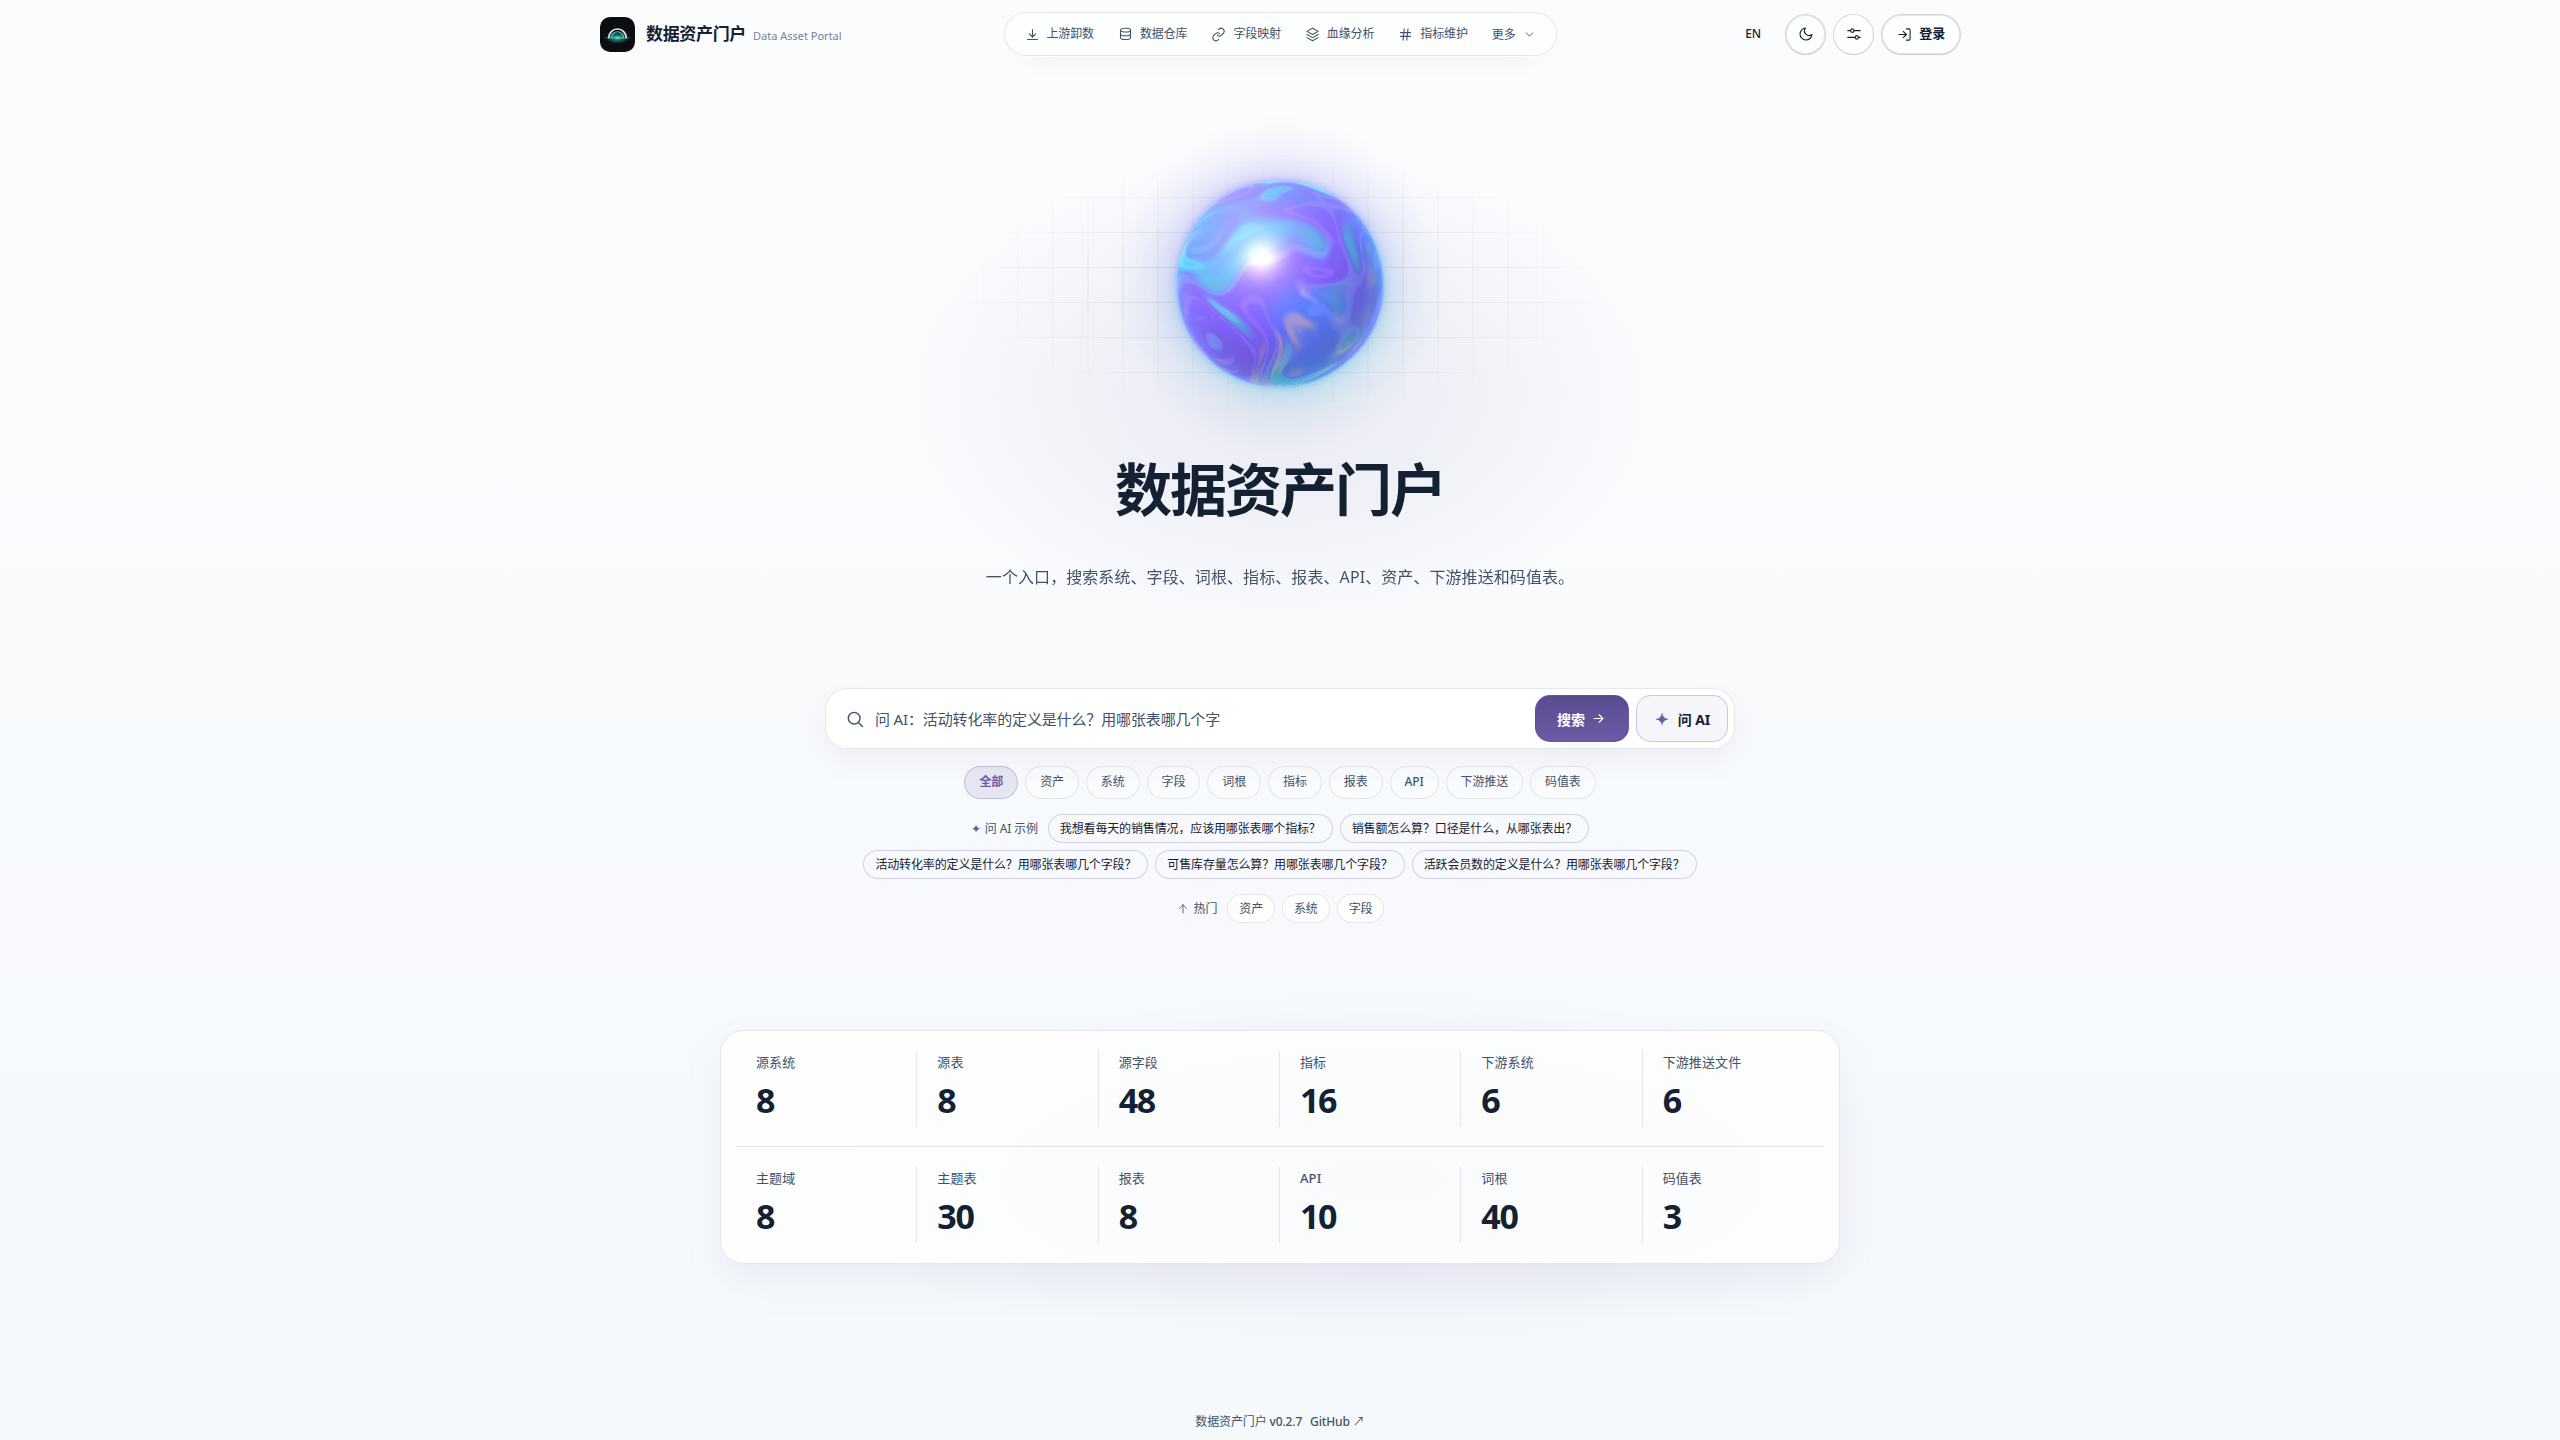 数据资产门户 Data Asset Portal 上游卸数 数据仓库 字段映射 血缘分析 指标维护 更多 EN 登录
数据资产门户
一个入口，搜索系统、字段、词根、指标、报表、API、资产、下游推送和码值表。
问 AI：活动转化率的定义是什么？用哪张表哪几个字 搜索 → 问 AI
全部 资产 系统 字段 词根 指标 报表 API 下游推送 码值表
✦ 问 AI 示例 我想看每天的销售情况，应该用哪张表哪个指标？ 销售额怎么算？口径是什么，从哪张表出？
活动转化率的定义是什么？用哪张表哪几个字段？ 可售库存量怎么算？用哪张表哪几个字段？ 活跃会员数的定义是什么？用哪张表哪几个字段？
↑ 热门 资产 系统 字段
源系统 源表 源字段 指标 下游系统 下游推送文件
8 8 48 16 6 6
主题域 主题表 报表 API 词根 码值表
8 30 8 10 40 3
数据资产门户 v0.2.7 GitHub ↗